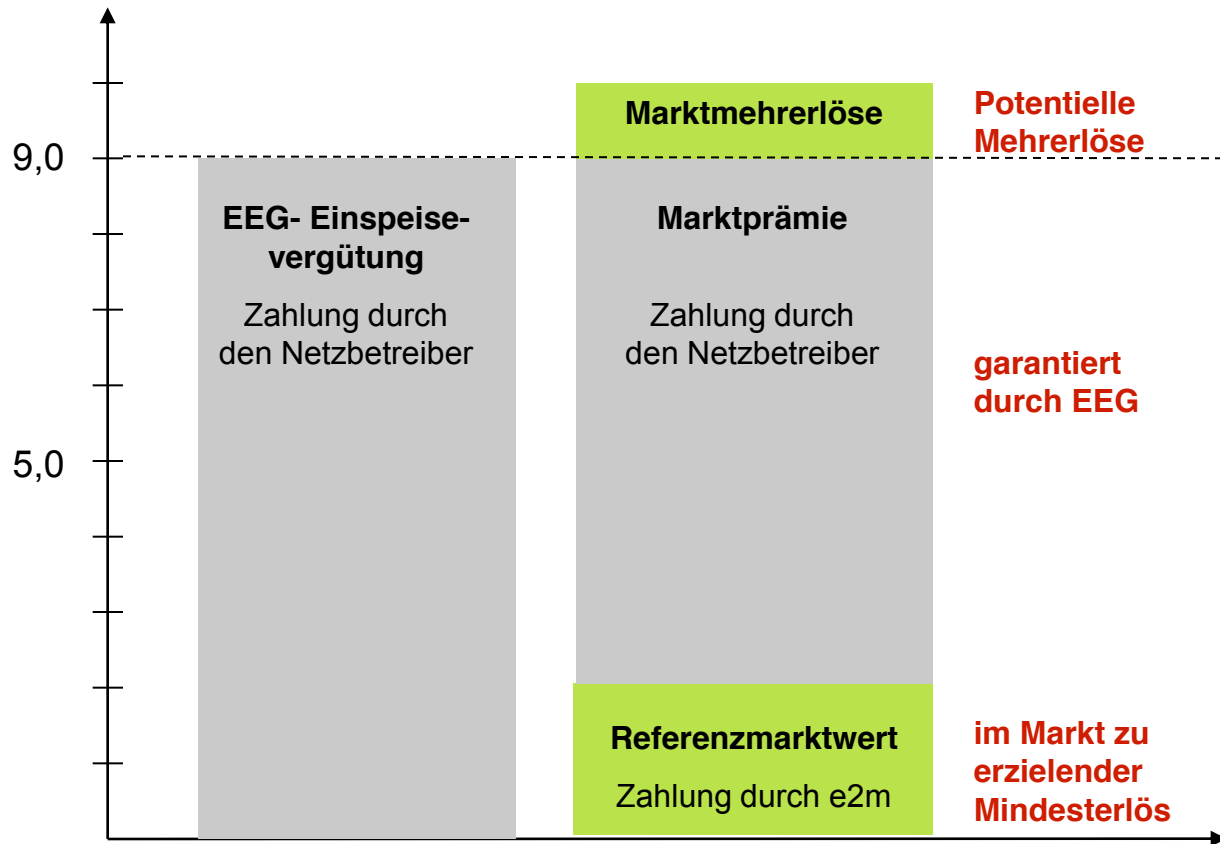 Marktmehrerlöse
Potentielle
Mehrerlöse
9,0
EEG- Einspeise-
vergütung
Zahlung durch
den Netzbetreiber
Marktprämie
Zahlung durch
den Netzbetreiber
garantiert
durch EEG
5,0
Referenzmarktwert
Zahlung durch e2m
im Markt zu
erzielender
Mindesterlös